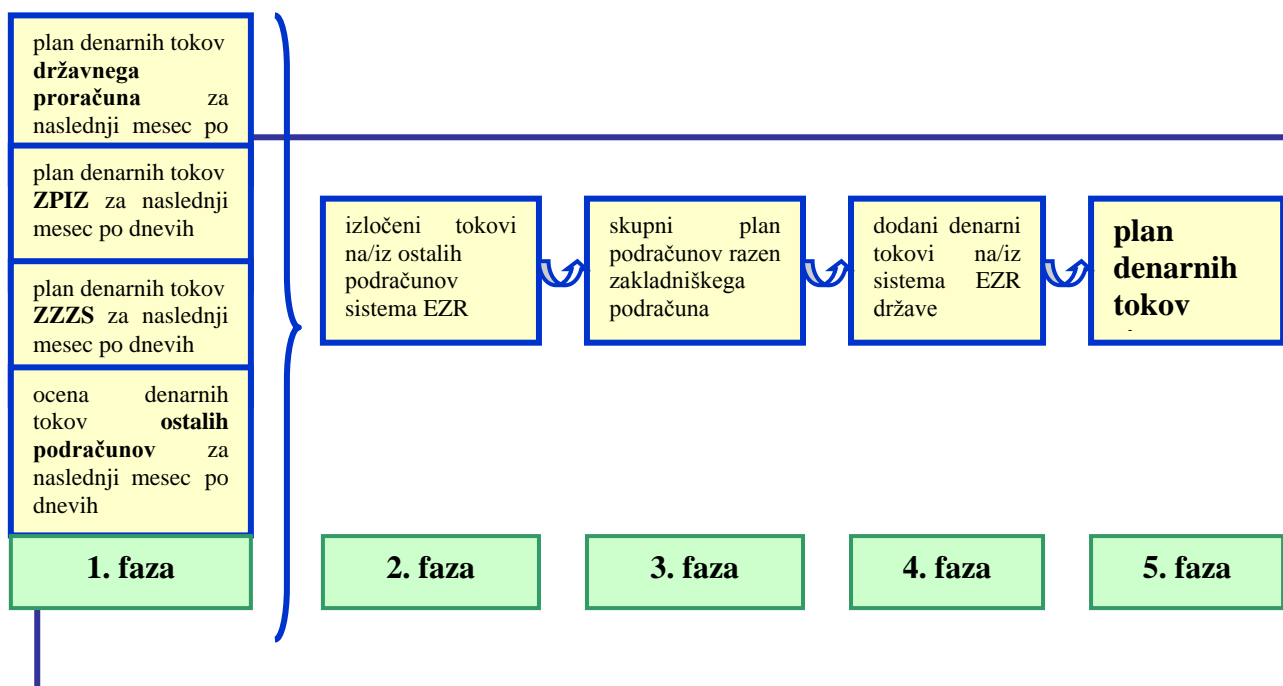 plan denarnih tokov
državnega
proračuna za
naslednji mesec po
plan denarnih tokov
ZPIZ za naslednji
mesec po dnevih
plan denarnih tokov
ZZZS za naslednji
mesec po dnevih
ocena denarnih
tokov ostalih
podračunov za
naslednji mesec po
dnevih
1. faza
izločeni tokovi
na/iz ostalih
podračunov
sistema EZR
2. faza
skupni plan
podračunov razen
zakladniškega
podračuna
3. faza
dodani denarni
tokovi na/iz
sistema EZR
države
4. faza
plan
denarnih
tokov
5. faza